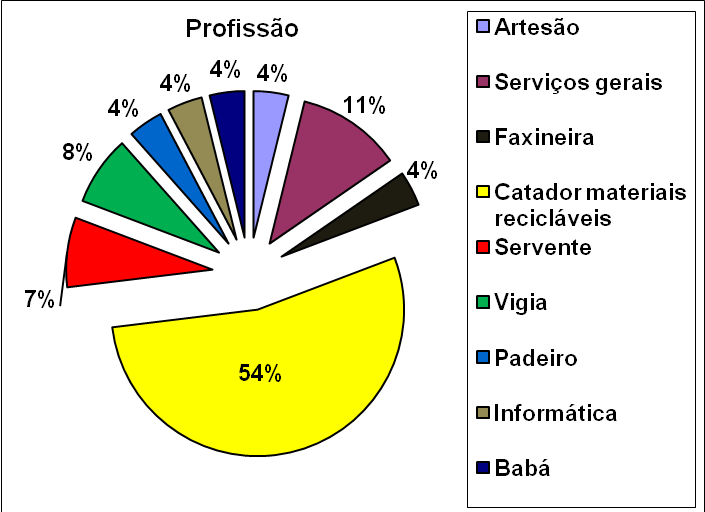 Profissão
4%
11%
4%
54%
7%
8%
4%
4%
4%
Artesão
Serviços gerais
Faxineira
Catador materiais
recicláveis
Servente
Vigia
Padeiro
Informática
Babá